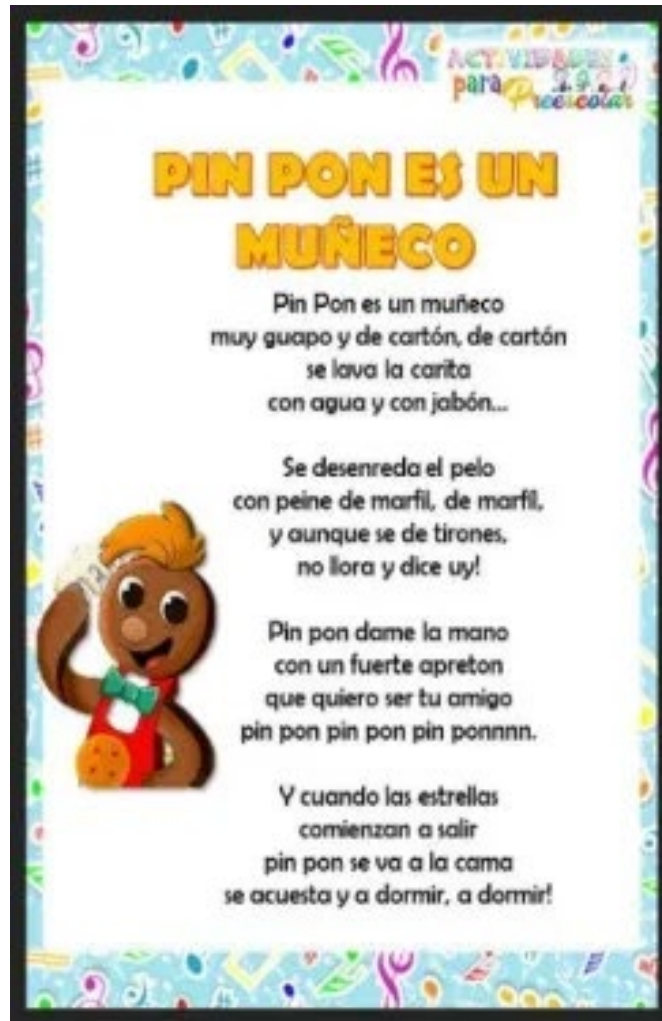 ACTIVIDADES
para Preescolar
PIN PON ES UN
MUÑECO
Pin Pon es un muñeco
muy guapo y de cartón, de cartón
se lava la carita
con agua y con jabón...
Se desenreda el pelo
con peine de marfil, de marfil,
y aunque se de tirones,
no llora y dice uy!
Pin pon dame la mano
con un fuerte apreton
que quiero ser tu amigo
pin pon pin pon pin ponnnn.
Y cuando las estrellas
comienzan a salir
pin pon se va a la cama
se acuesta y a dormir, a dormir!